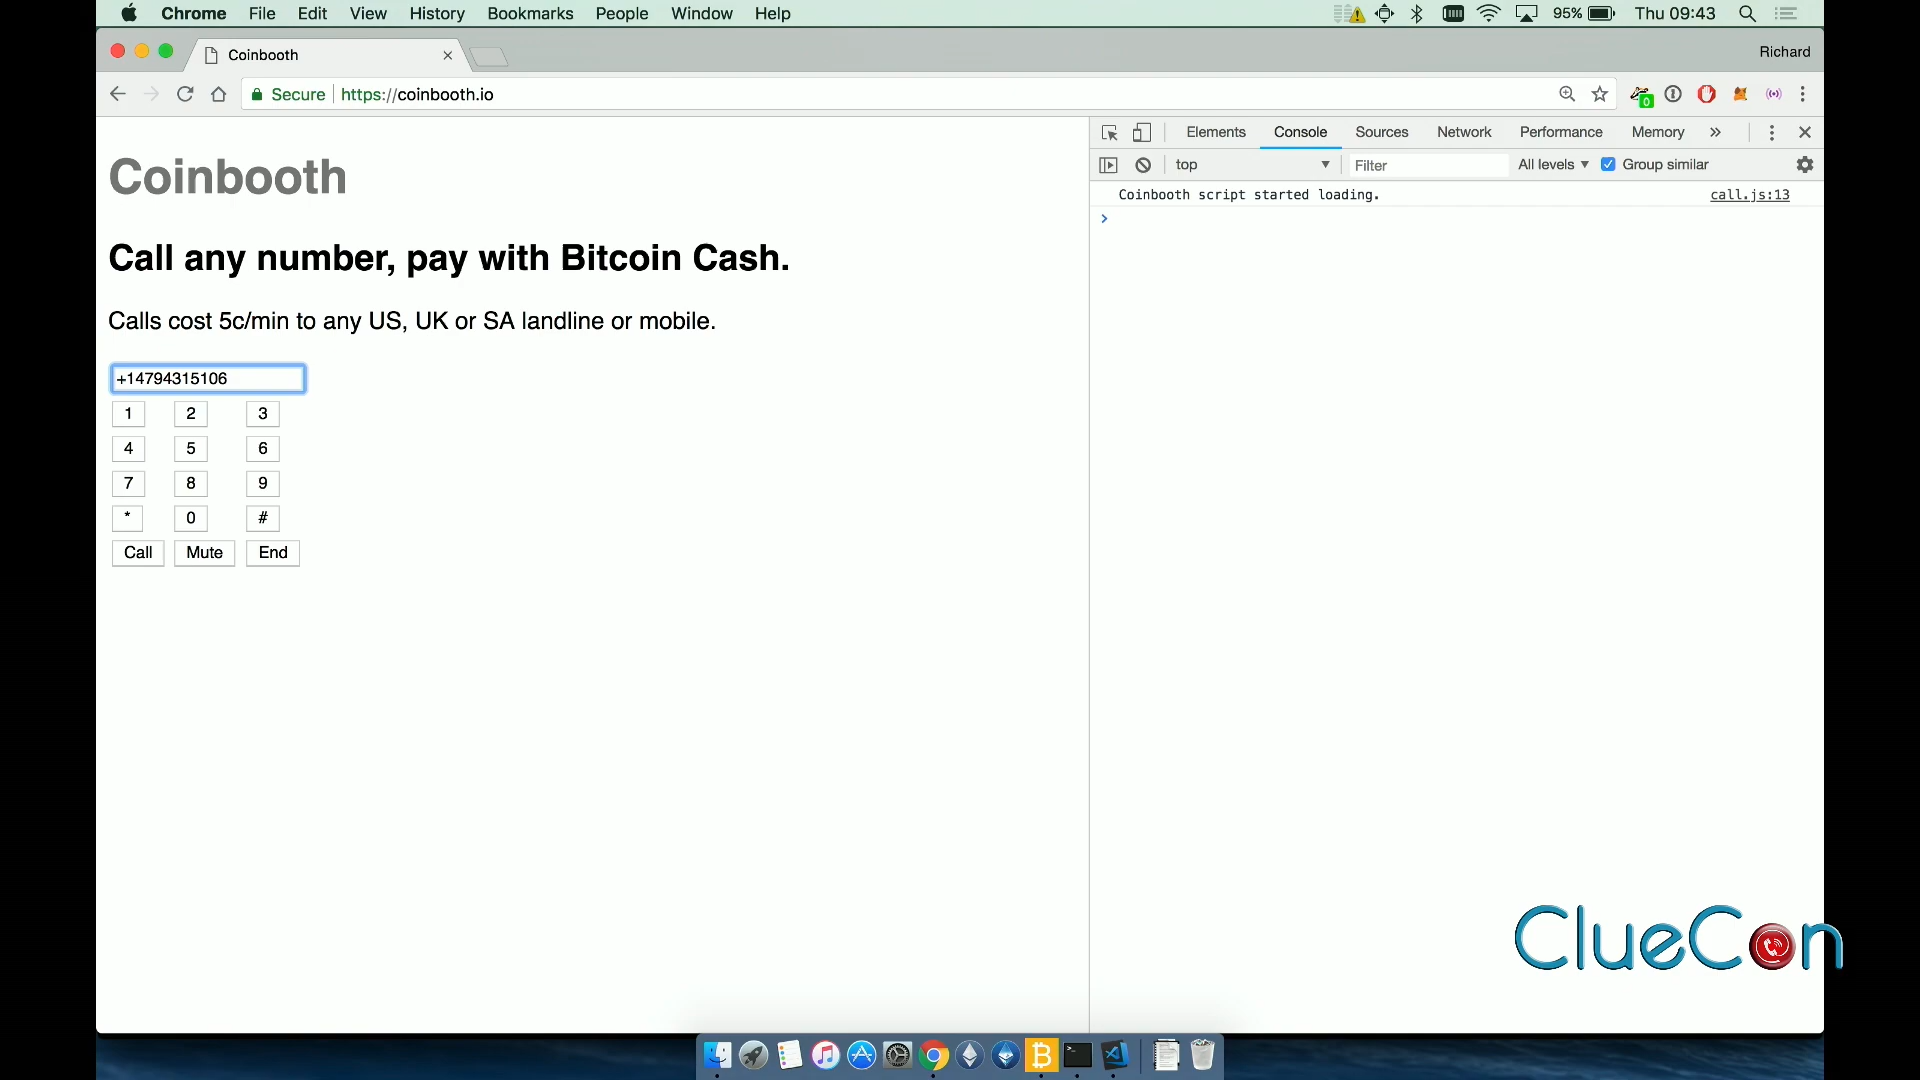 Chrome File Edit View History Bookmarks People Window Help
95% Thu 09:43
Coinbooth
Richard
Secure https://coinbooth.io
0
Coinbooth
Call any number, pay with Bitcoin Cash.
Calls cost 5c/min to any US, UK or SA landline or mobile.
+14794315106
1 2 3
4 5 6
7 8 9
* 0 #
Call Mute End
Elements Console Sources Network Performance Memory »
top Filter All levels Group similar
Coinbooth script started loading. call.js:13
>
ClueCon